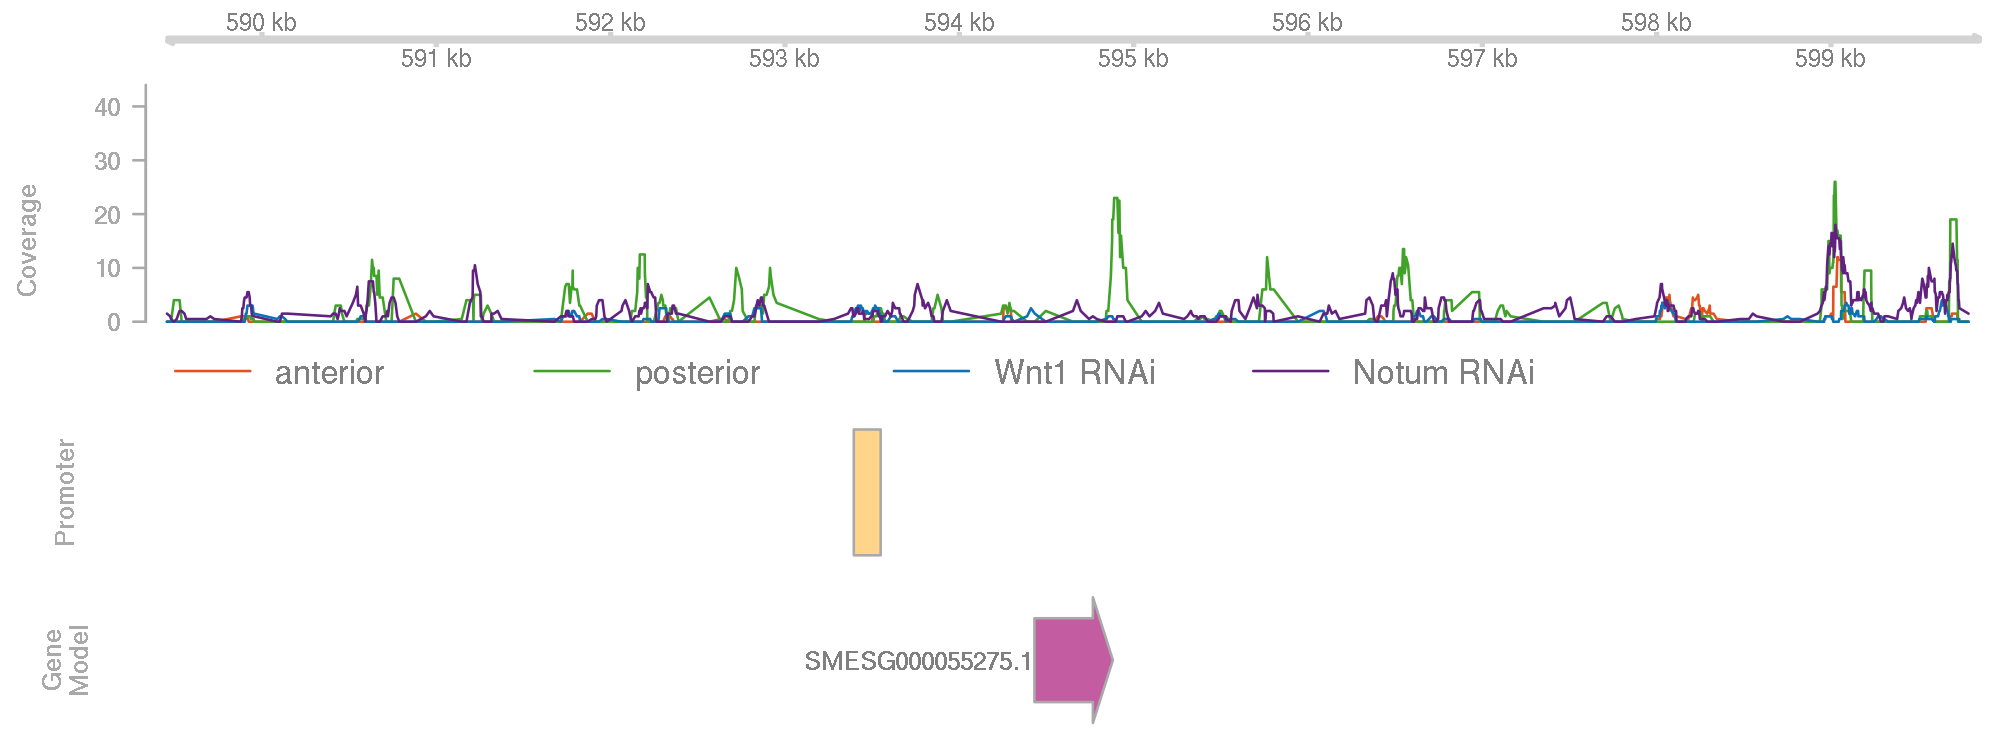 590 kb 592 kb 594 kb 596 kb 598 kb
591 kb 593 kb 595 kb 597 kb 599 kb
Coverage
40
30
20
10
0
anterior posterior Wnt1 RNAi Notum RNAi
Promoter
Gene
Model
SMESG000055275.1